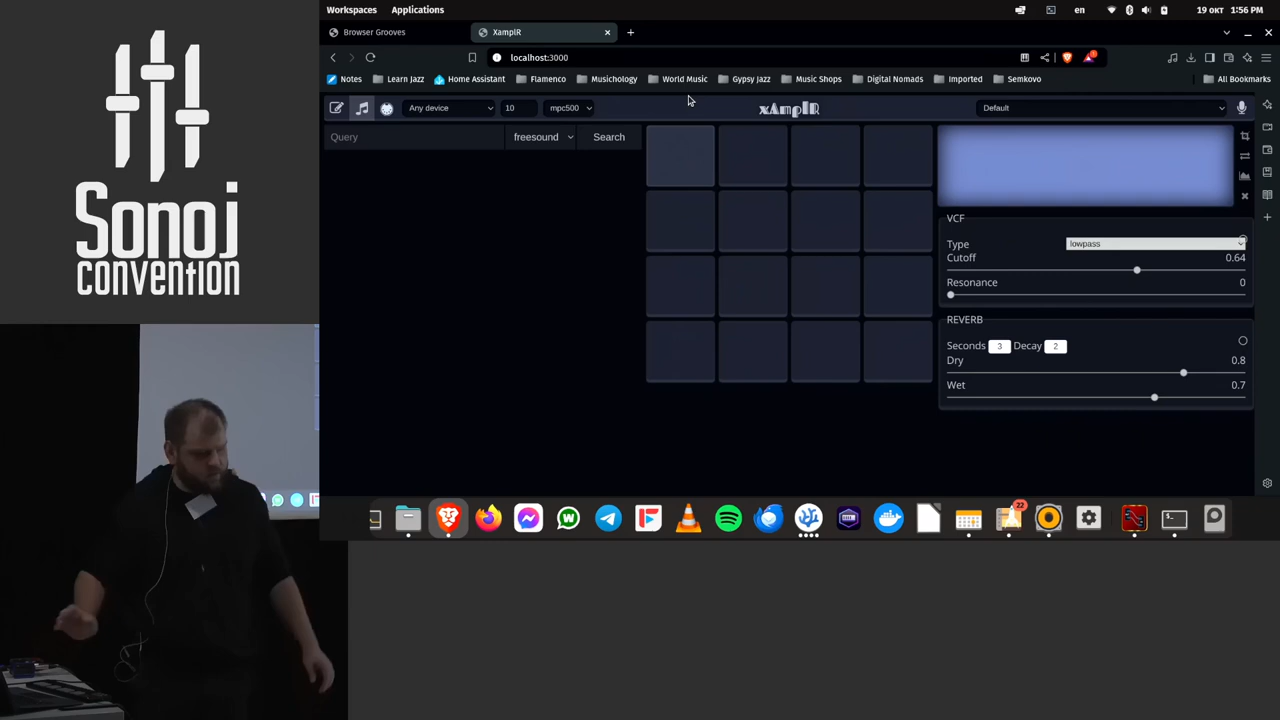 Workspaces
Applications
en
19 окт 1:56 PM
Browser Grooves
XamplR
localhost:3000
Notes
Learn Jazz
Home Assistant
Flamenco
Musichology
World Music
Gypsy Jazz
Music Shops
Digital Nomads
Imported
Semkovo
All Bookmarks
Any device
10
mpc500
xAmplR
Default
Query
freesound
Search
VCF
Type
lowpass
Cutoff
0.64
Resonance
0
REVERB
Seconds 3 Decay 2
Dry
0.8
Wet
0.7
Sonoj
convention
22